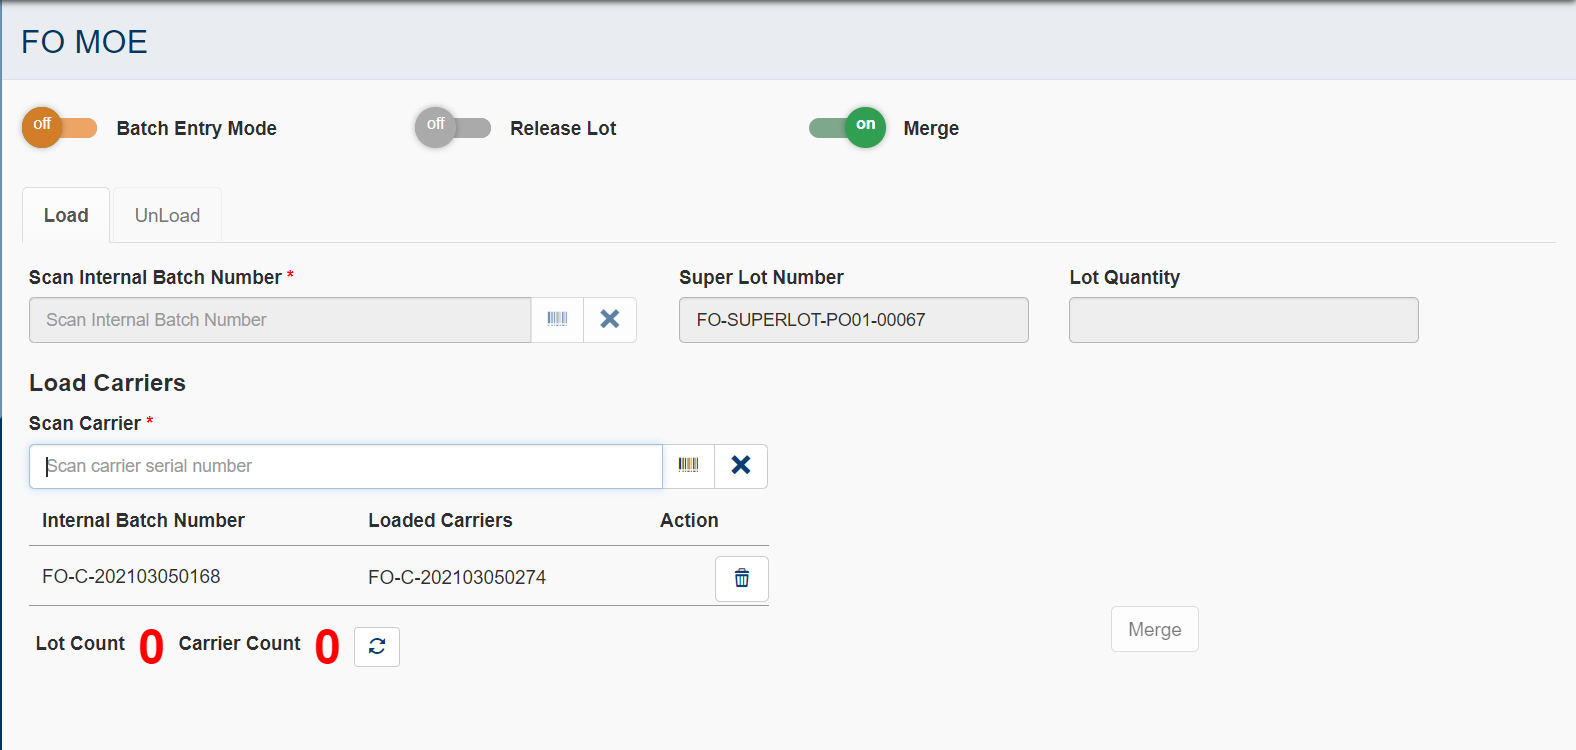 FO MOE
off Batch Entry Mode off Release Lot on Merge
Load UnLoad
Scan Internal Batch Number * Super Lot Number Lot Quantity
Scan Internal Batch Number FO-SUPERLOT-PO01-00067
Load Carriers
Scan Carrier *
Scan carrier serial number
Internal Batch Number Loaded Carriers Action
FO-C-202103050168 FO-C-202103050274
Lot Count 0 Carrier Count 0 Merge